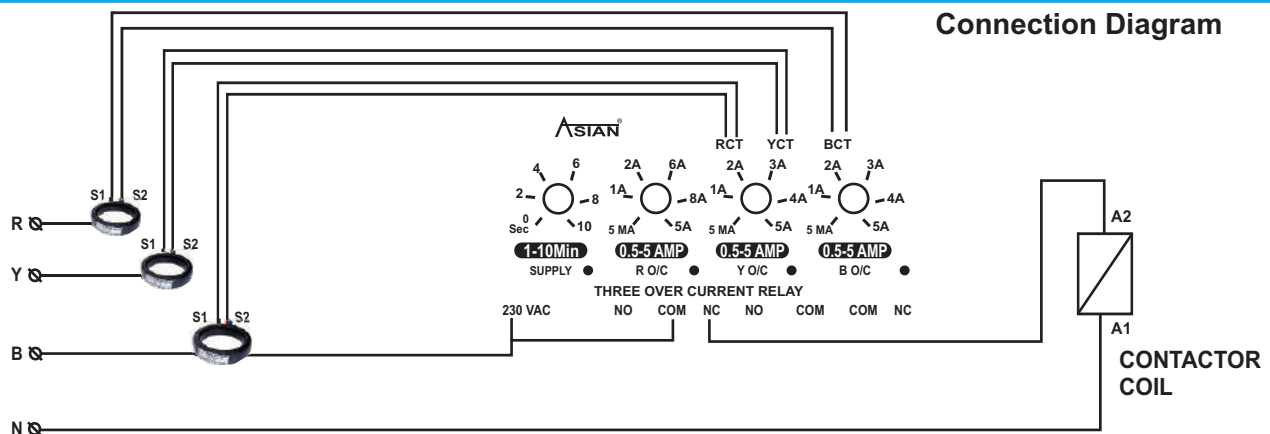 Connection Diagram
ASIAN®
RCT YCT BCT
4 6 2A 6A 2A 3A 2A 3A
2 8 1A 8A 1A 4A 1A 4A
0
Sec 10 5 MA 5A 5 MA 5A 5 MA 5A
1-10Min 0.5-5 AMP 0.5-5 AMP 0.5-5 AMP
SUPPLY R O/C Y O/C B O/C
THREE OVER CURRENT RELAY
230 VAC NO COM NC NO COM COM NC
S1 S2
R
S1 S2
Y
S1 S2
B
N
A2
A1
CONTACTOR
COIL